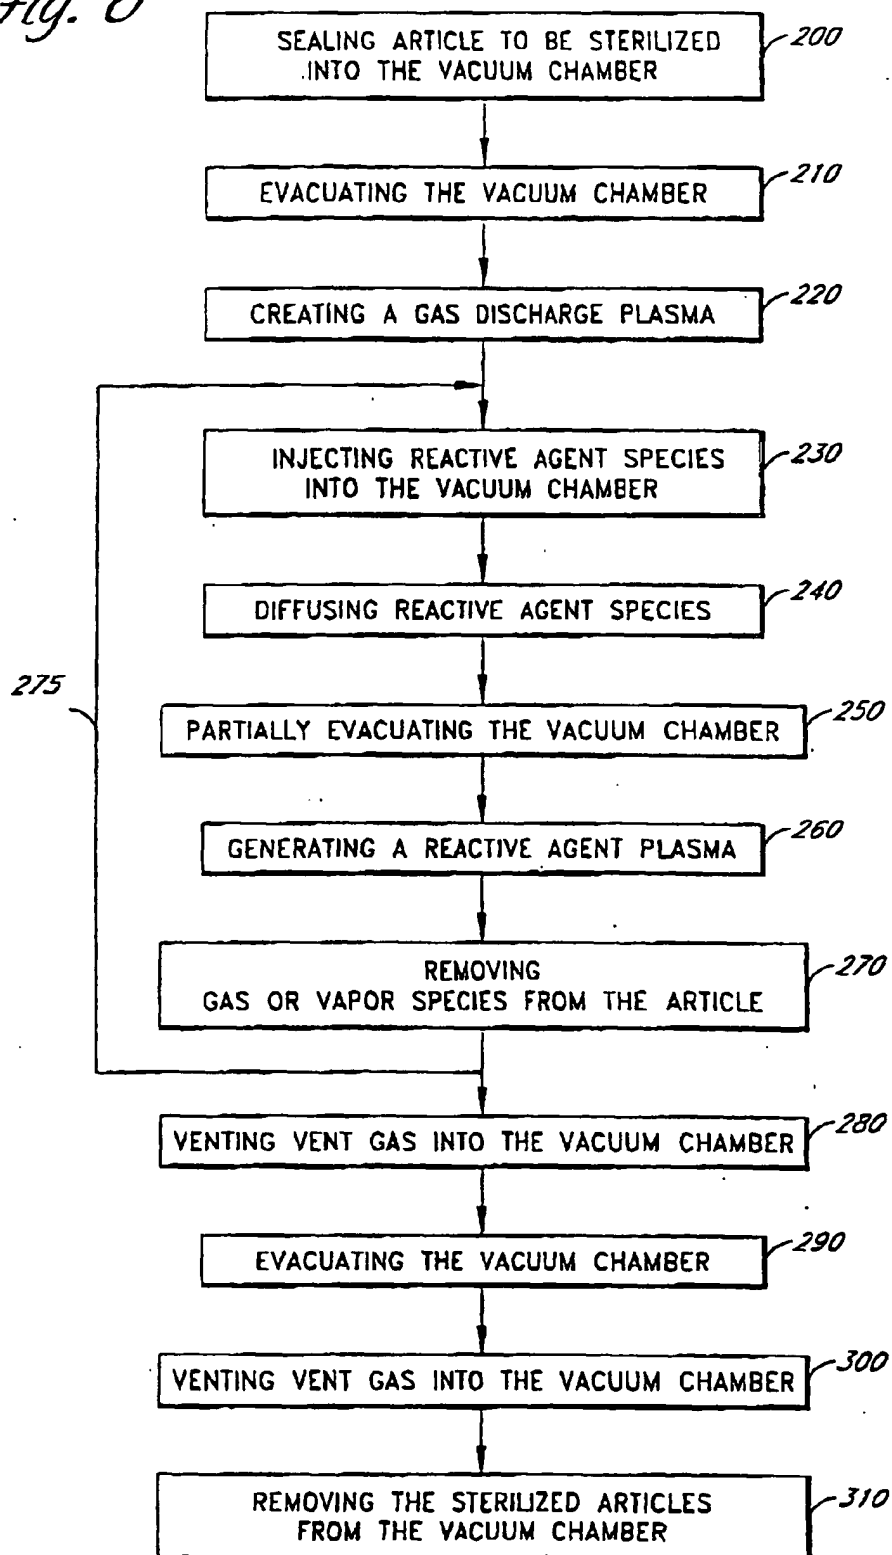 Fig. 6
SEALING ARTICLE TO BE STERILIZED
INTO THE VACUUM CHAMBER
200
EVACUATING THE VACUUM CHAMBER
210
CREATING A GAS DISCHARGE PLASMA
220
INJECTING REACTIVE AGENT SPECIES
INTO THE VACUUM CHAMBER
230
DIFFUSING REACTIVE AGENT SPECIES
240
275
PARTIALLY EVACUATING THE VACUUM CHAMBER
250
GENERATING A REACTIVE AGENT PLASMA
260
REMOVING
GAS OR VAPOR SPECIES FROM THE ARTICLE
270
VENTING VENT GAS INTO THE VACUUM CHAMBER
280
EVACUATING THE VACUUM CHAMBER
290
VENTING VENT GAS INTO THE VACUUM CHAMBER
300
REMOVING THE STERILIZED ARTICLES
FROM THE VACUUM CHAMBER
310